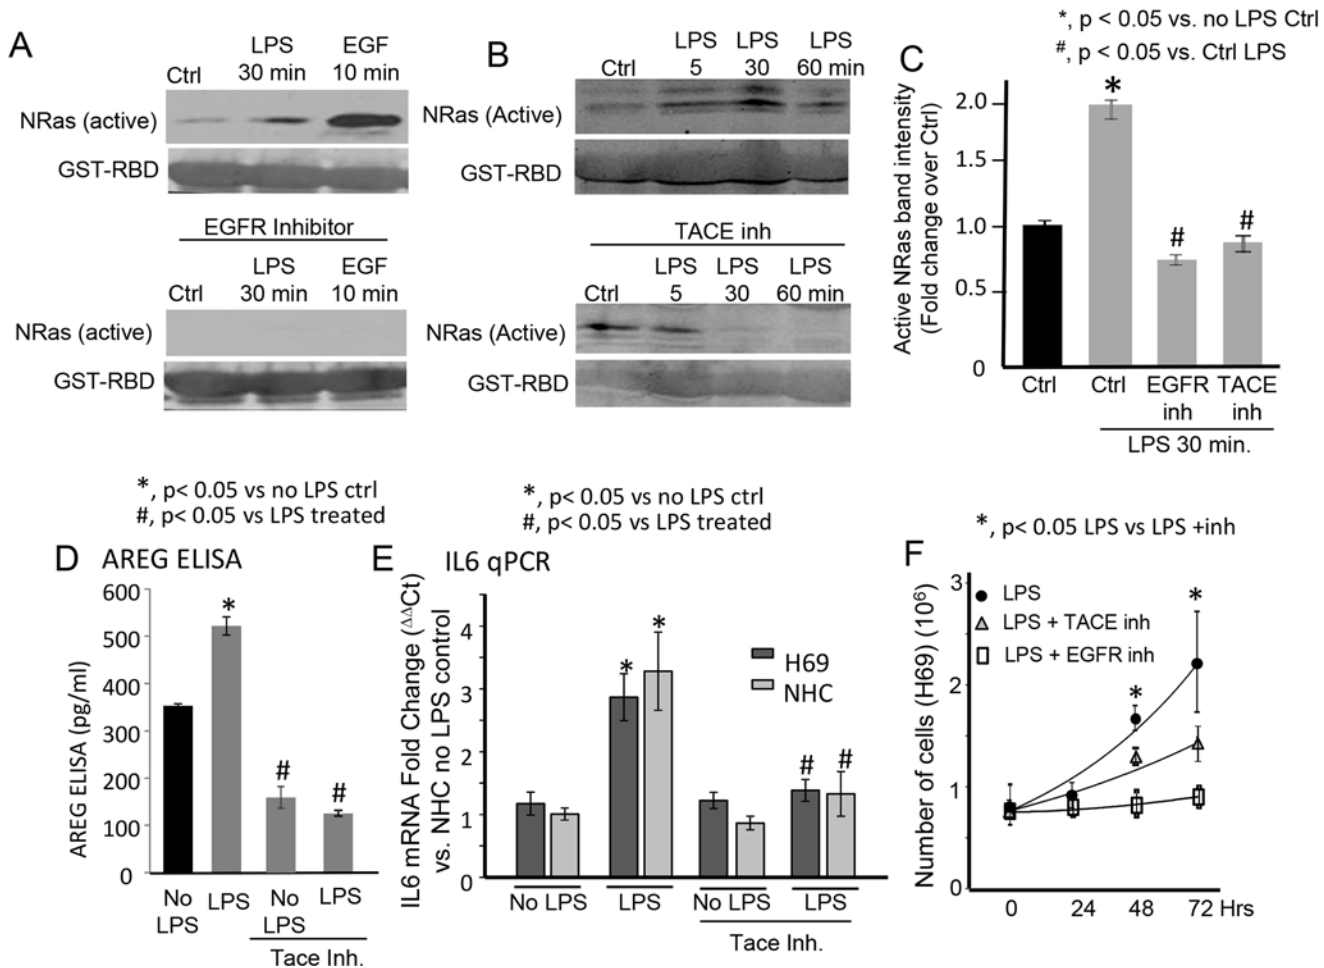 A
LPS
EGF
Ctrl
30 min
10 min
NRas (active)
GST-RBD
EGFR Inhibitor
LPS
EGF
Ctrl
30 min
10 min
NRas (active)
GST-RBD
B
LPS
LPS
LPS
Ctrl
5
30
60 min
NRas (Active)
GST-RBD
TACE inh
LPS
LPS
LPS
Ctrl
5
30
60 min
NRas (Active)
GST-RBD
*, p < 0.05 vs. no LPS Ctrl
#, p < 0.05 vs. Ctrl LPS
C
Active NRas band intensity
(Fold change over Ctrl)
2.0
1.5
1.0
0.5
0
*
#
#
Ctrl
Ctrl
EGFR
inh
TACE
inh
LPS 30 min.
*, p< 0.05 vs no LPS ctrl
#, p< 0.05 vs LPS treated
D
AREG ELISA
AREG ELISA (pg/ml)
600
500
400
300
200
100
0
*
#
#
No
LPS
LPS
No
LPS
LPS
Tace Inh.
*, p< 0.05 vs no LPS ctrl
#, p< 0.05 vs LPS treated
E
IL6 qPCR
IL6 mRNA Fold Change (ΔΔCt)
vs. NHC no LPS control
4
3
2
1
0
*
*
#
#
H69
NHC
No LPS
LPS
No LPS
LPS
Tace Inh.
*, p< 0.05 LPS vs LPS +inh
F
Number of cells (H69) (10⁶)
3
2
1
0
LPS
LPS + TACE inh
LPS + EGFR inh
*
*
0
24
48
72 Hrs